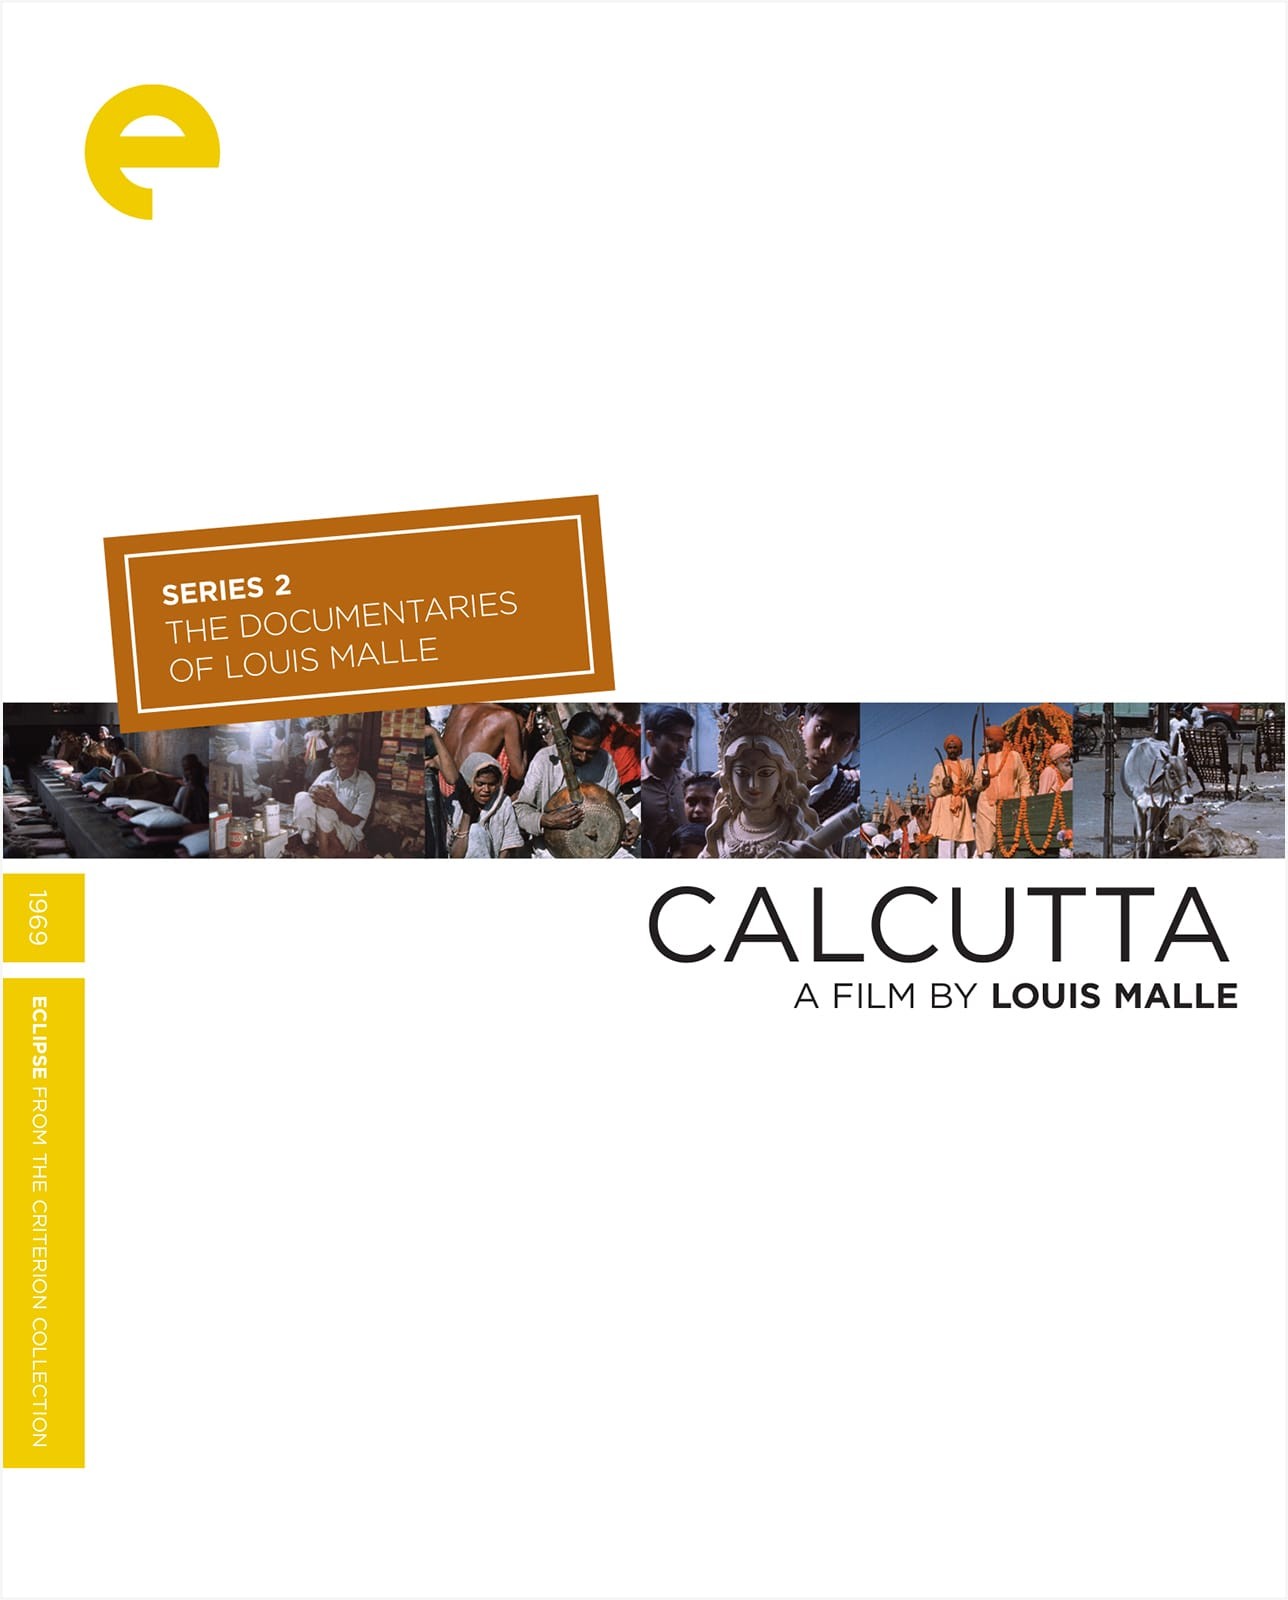 e
SERIES 2
THE DOCUMENTARIES
OF LOUIS MALLE
CALCUTTA
A FILM BY LOUIS MALLE
1969
ECLIPSE FROM THE CRITERION COLLECTION